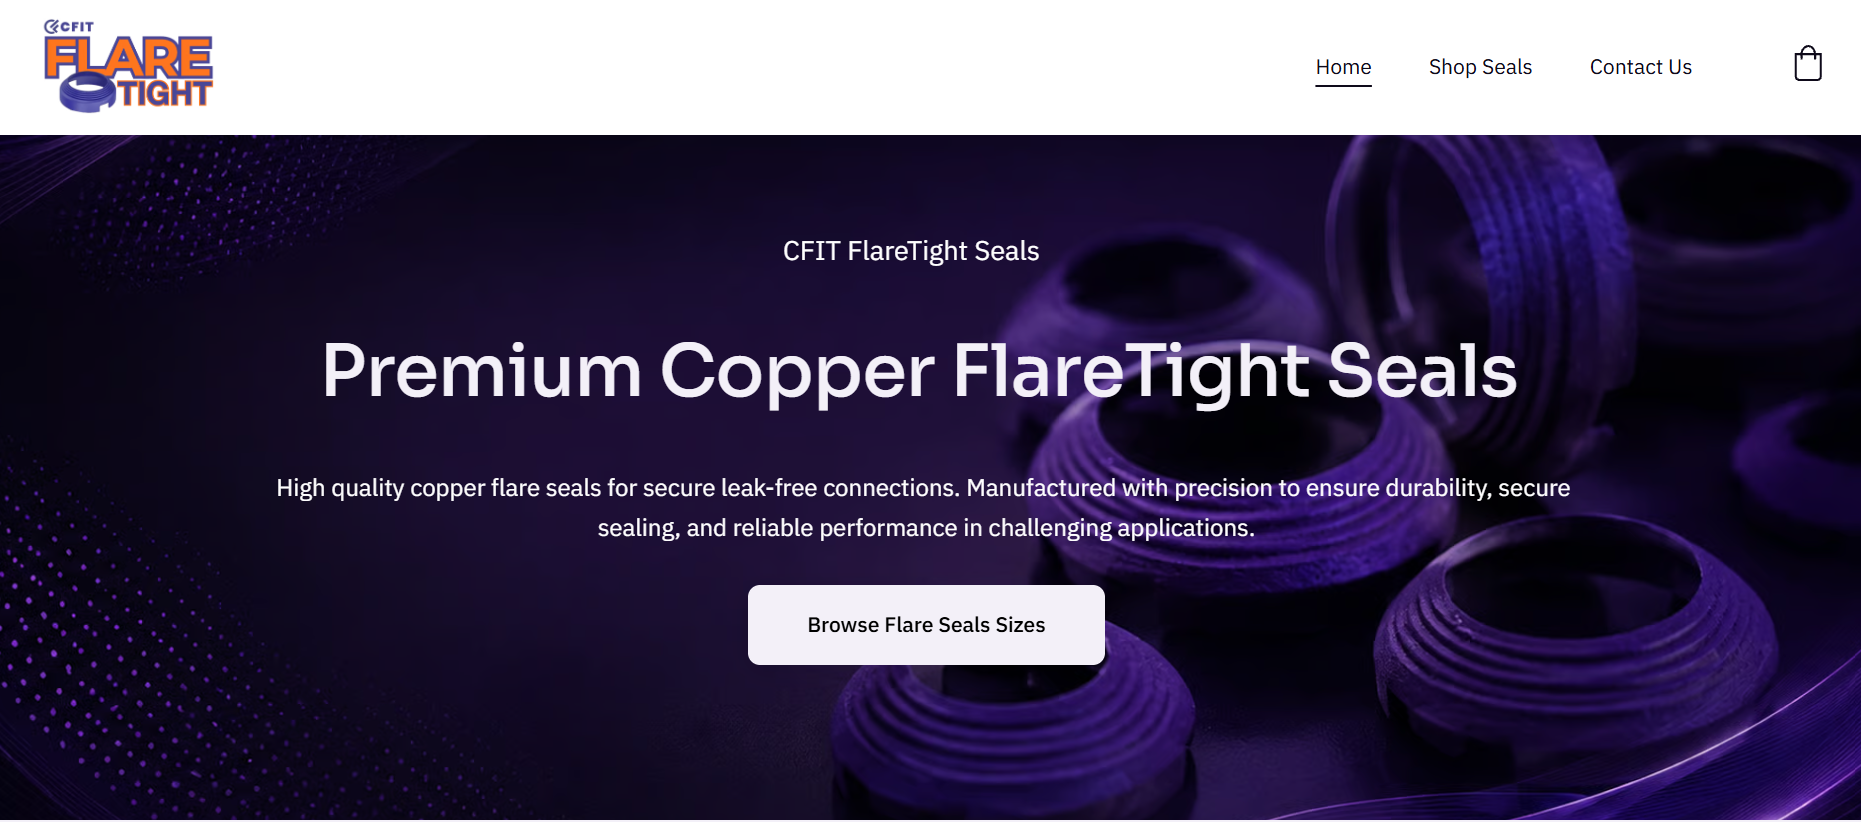 CFIT
FLARE
TIGHT
Home
Shop Seals
Contact Us
CFIT FlareTight Seals
Premium Copper FlareTight Seals
High quality copper flare seals for secure leak-free connections. Manufactured with precision to ensure durability, secure
sealing, and reliable performance in challenging applications.
Browse Flare Seals Sizes